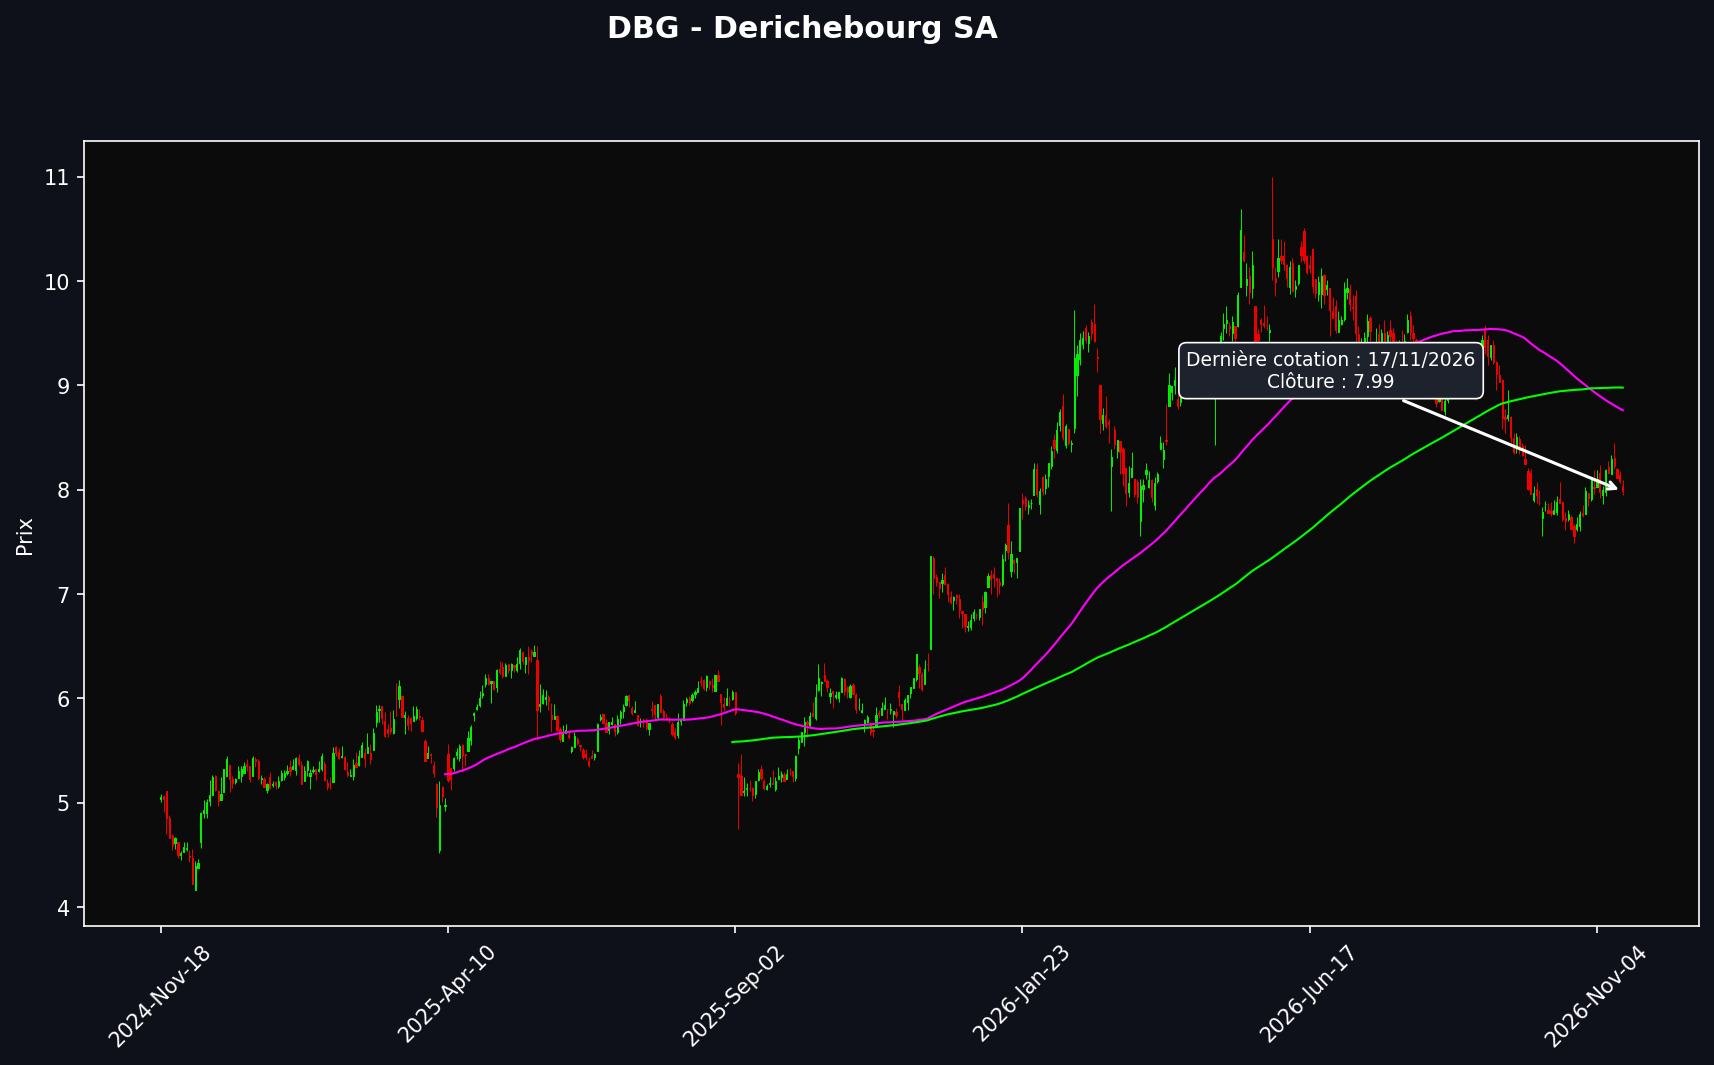 DBG - Derichebourg SA
Prix
11
10
9
8
7
6
5
4
Dernière cotation : 17/11/2026
Clôture : 7.99
2024-Nov-18
2025-Apr-10
2025-Sep-02
2026-Jan-23
2026-Jun-17
2026-Nov-04